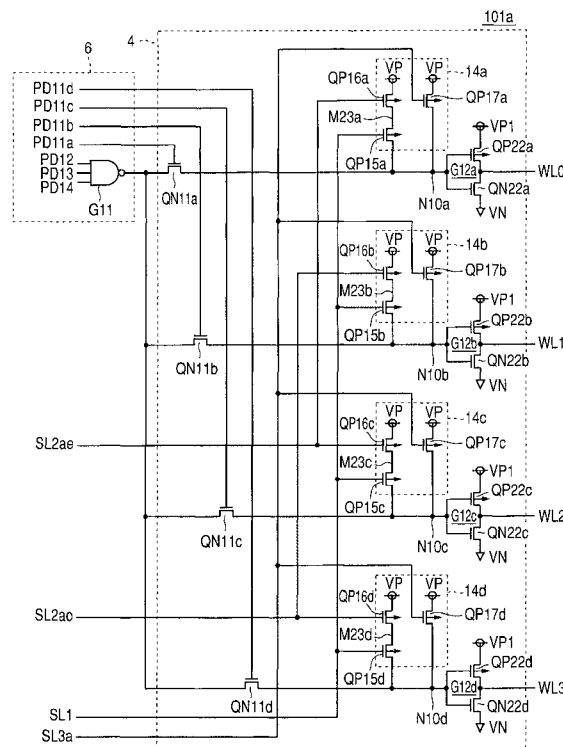 101a
6
4
PD11d
PD11c
PD11b
PD11a
PD12
PD13
PD14
G11
QN11a
VP
VP
14a
QP16a
QP17a
M23a
QP15a
N10a
VP1
QP22a
G12a
QN22a
VN
WL0
VP
VP
14b
QP16b
QP17b
M23b
QP15b
N10b
VP1
QP22b
G12b
QN22b
VN
WL1
QN11b
SL2ae
VP
VP
14c
QP16c
QP17c
M23c
QP15c
N10c
VP1
QP22c
G12c
QN22c
VN
WL2
QN11c
SL2ao
VP
VP
14d
QP16d
QP17d
M23d
QP15d
N10d
VP1
QP22d
G12d
QN22d
VN
WL3
QN11d
SL1
SL3a